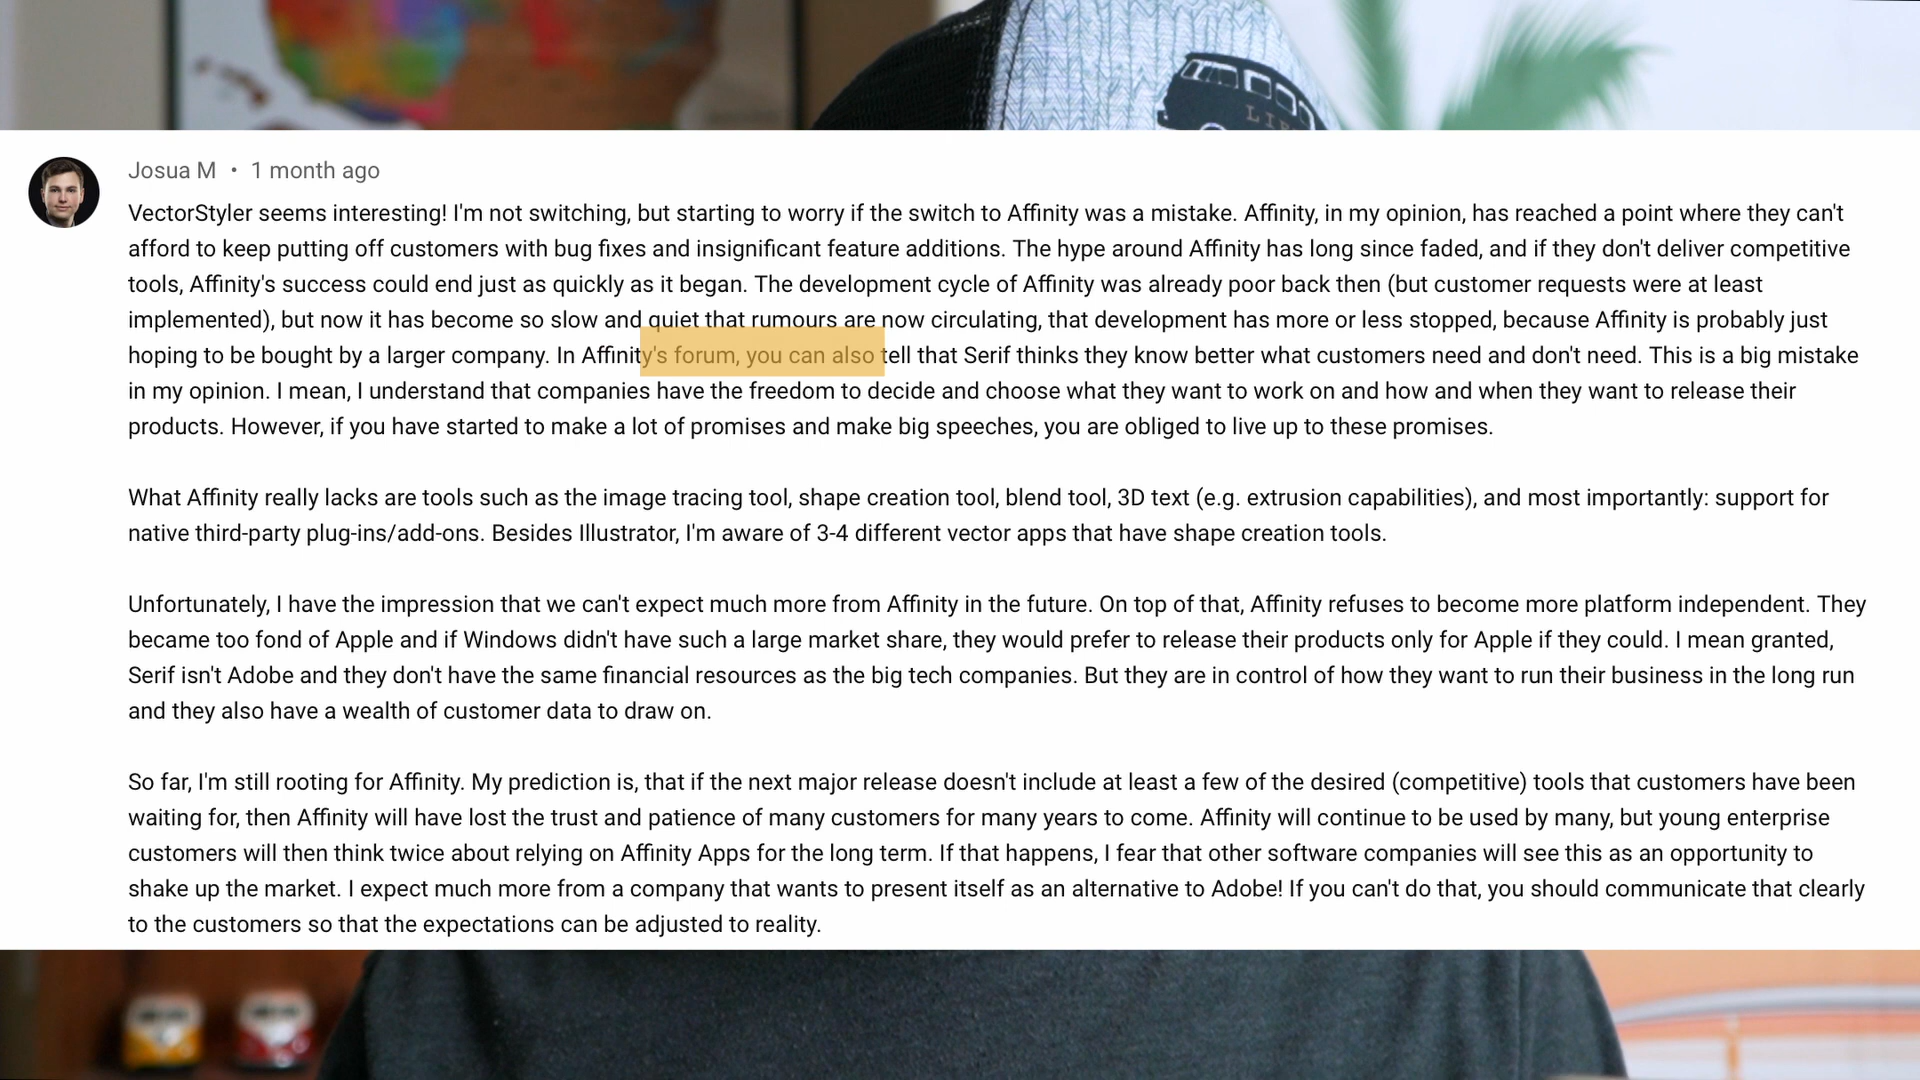 LIF
Josua M • 1 month ago
VectorStyler seems interesting! I'm not switching, but starting to worry if the switch to Affinity was a mistake. Affinity, in my opinion, has reached a point where they can't
afford to keep putting off customers with bug fixes and insignificant feature additions. The hype around Affinity has long since faded, and if they don't deliver competitive
tools, Affinity's success could end just as quickly as it began. The development cycle of Affinity was already poor back then (but customer requests were at least
implemented), but now it has become so slow and quiet that rumours are now circulating, that development has more or less stopped, because Affinity is probably just
hoping to be bought by a larger company. In Affinity's forum, you can also tell that Serif thinks they know better what customers need and don't need. This is a big mistake
in my opinion. I mean, I understand that companies have the freedom to decide and choose what they want to work on and how and when they want to release their
products. However, if you have started to make a lot of promises and make big speeches, you are obliged to live up to these promises.
What Affinity really lacks are tools such as the image tracing tool, shape creation tool, blend tool, 3D text (e.g. extrusion capabilities), and most importantly: support for
native third-party plug-ins/add-ons. Besides Illustrator, I'm aware of 3-4 different vector apps that have shape creation tools.
Unfortunately, I have the impression that we can't expect much more from Affinity in the future. On top of that, Affinity refuses to become more platform independent. They
became too fond of Apple and if Windows didn't have such a large market share, they would prefer to release their products only for Apple if they could. I mean granted,
Serif isn't Adobe and they don't have the same financial resources as the big tech companies. But they are in control of how they want to run their business in the long run
and they also have a wealth of customer data to draw on.
So far, I'm still rooting for Affinity. My prediction is, that if the next major release doesn't include at least a few of the desired (competitive) tools that customers have been
waiting for, then Affinity will have lost the trust and patience of many customers for many years to come. Affinity will continue to be used by many, but young enterprise
customers will then think twice about relying on Affinity Apps for the long term. If that happens, I fear that other software companies will see this as an opportunity to
shake up the market. I expect much more from a company that wants to present itself as an alternative to Adobe! If you can't do that, you should communicate that clearly
to the customers so that the expectations can be adjusted to reality.